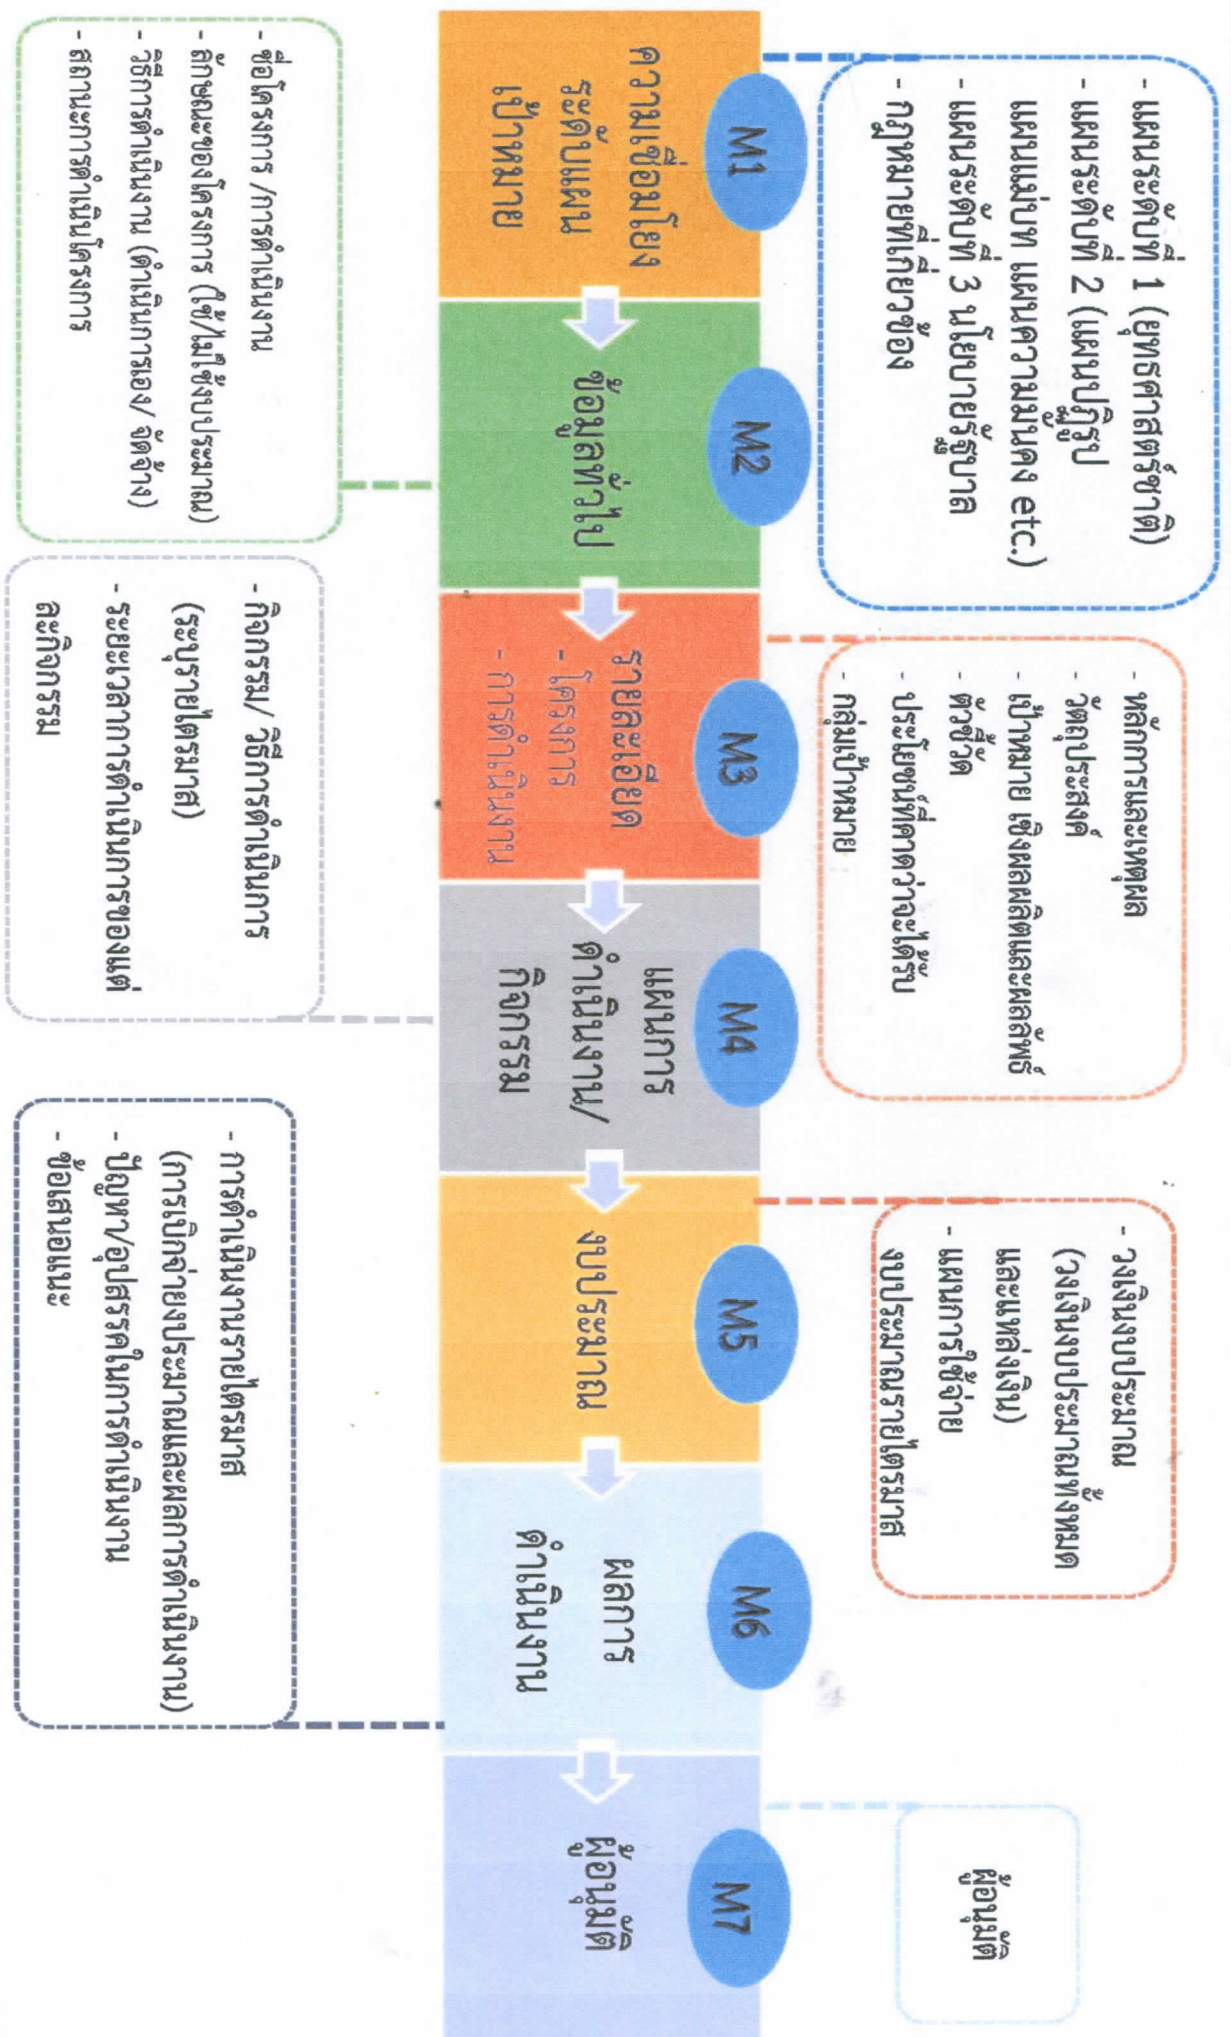 - แผนระดับที่ 1 (ยุทธศาสตร์ชาติ)
- แผนระดับที่ 2 (แผนปฏิรูป
แผนแม่บท แผนความมั่นคง etc.)
- แผนระดับที่ 3 นโยบายรัฐบาล
- กฎหมายที่เกี่ยวข้อง
- หลักการและเหตุผล
- วัตถุประสงค์
- เป้าหมาย เชิงผลผลิตและผลลัพธ์
- ตัวชี้วัด
- ประโยชน์ที่คาดว่าจะได้รับ
- กลุ่มเป้าหมาย
- วงเงินงบประมาณ
(วงเงินงบประมาณทั้งหมด
และแหล่งเงิน)
- แผนการใช้จ่าย
งบประมาณรายไตรมาส
ผู้อนุมัติ
M1
ความเชื่อมโยง
ระดับแผน
เป้าหมาย
M2
ข้อมูลทั่วไป
M3
รายละเอียด
- โครงการ
- การดำเนินงาน
M4
แผนการ
ดำเนินงาน/
กิจกรรม
M5
งบประมาณ
M6
ผลการ
ดำเนินงาน
M7
ผู้อนุมัติ
- ชื่อโครงการ /การดำเนินงาน
- ลักษณะของโครงการ (ใช้/ไม่ใช้งบประมาณ)
- วิธีการดำเนินงาน (ดำเนินการเอง/ จัดจ้าง)
- สถานะการดำเนินโครงการ
- กิจกรรม/ วิธีการดำเนินการ
(ระบุรายไตรมาส)
- ระยะเวลาการดำเนินการของแต่
ละกิจกรรม
- การดำเนินงานรายไตรมาส
(การเบิกจ่ายงบประมาณและผลการดำเนินงาน)
- ปัญหา/อุปสรรคในการดำเนินงาน
- ข้อเสนอแนะ